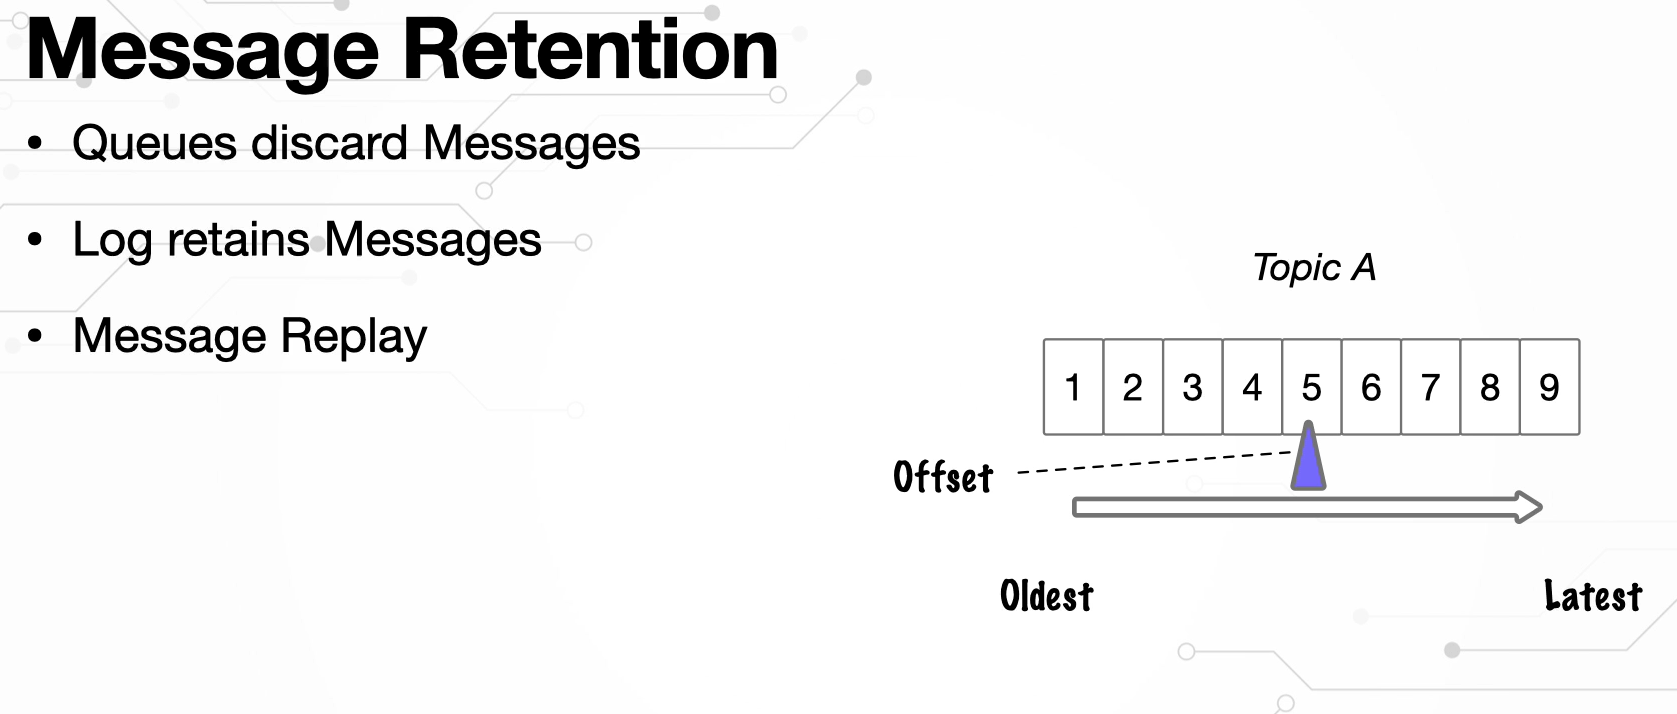 Message Retention
• Queues discard Messages
• Log retains Messages
• Message Replay
Topic A
1 2 3 4 5 6 7 8 9
Offset
Oldest
Latest